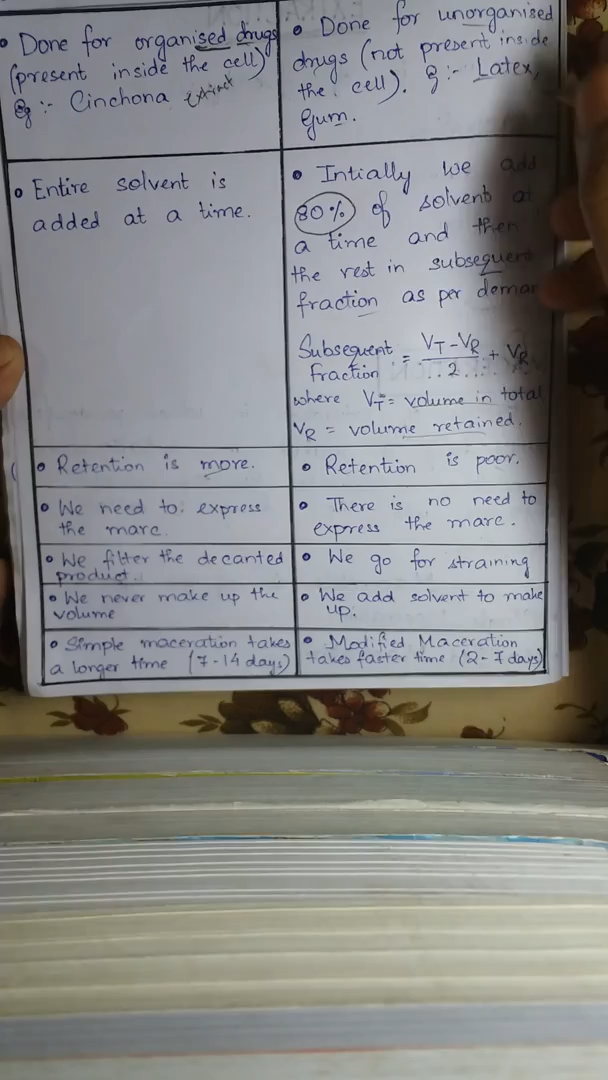 • Done for organised drugs
(present inside the cell)
Eg :- Cinchona extract
• Done for unorganised
drugs (not present inside
the cell). Eg :- Latex,
Gum.
• Entire solvent is
added at a time.
• Intially we add
80% of solvent at
a time and then
the rest in subsequent
fraction as per deman
Subsequent fraction = VT - VR / 2 + VR
where VT = volume in total
VR = volume retained.
• Retention is more.
• Retention is poor.
• We need to express
the marc.
• There is no need to
express the marc.
• We filter the decanted
product.
• We go for straining
• We never make up the
volume
• We add solvent to make
up.
• Simple maceration takes
a longer time (7-14 days)
• Modified Maceration
takes faster time (2-7 days)